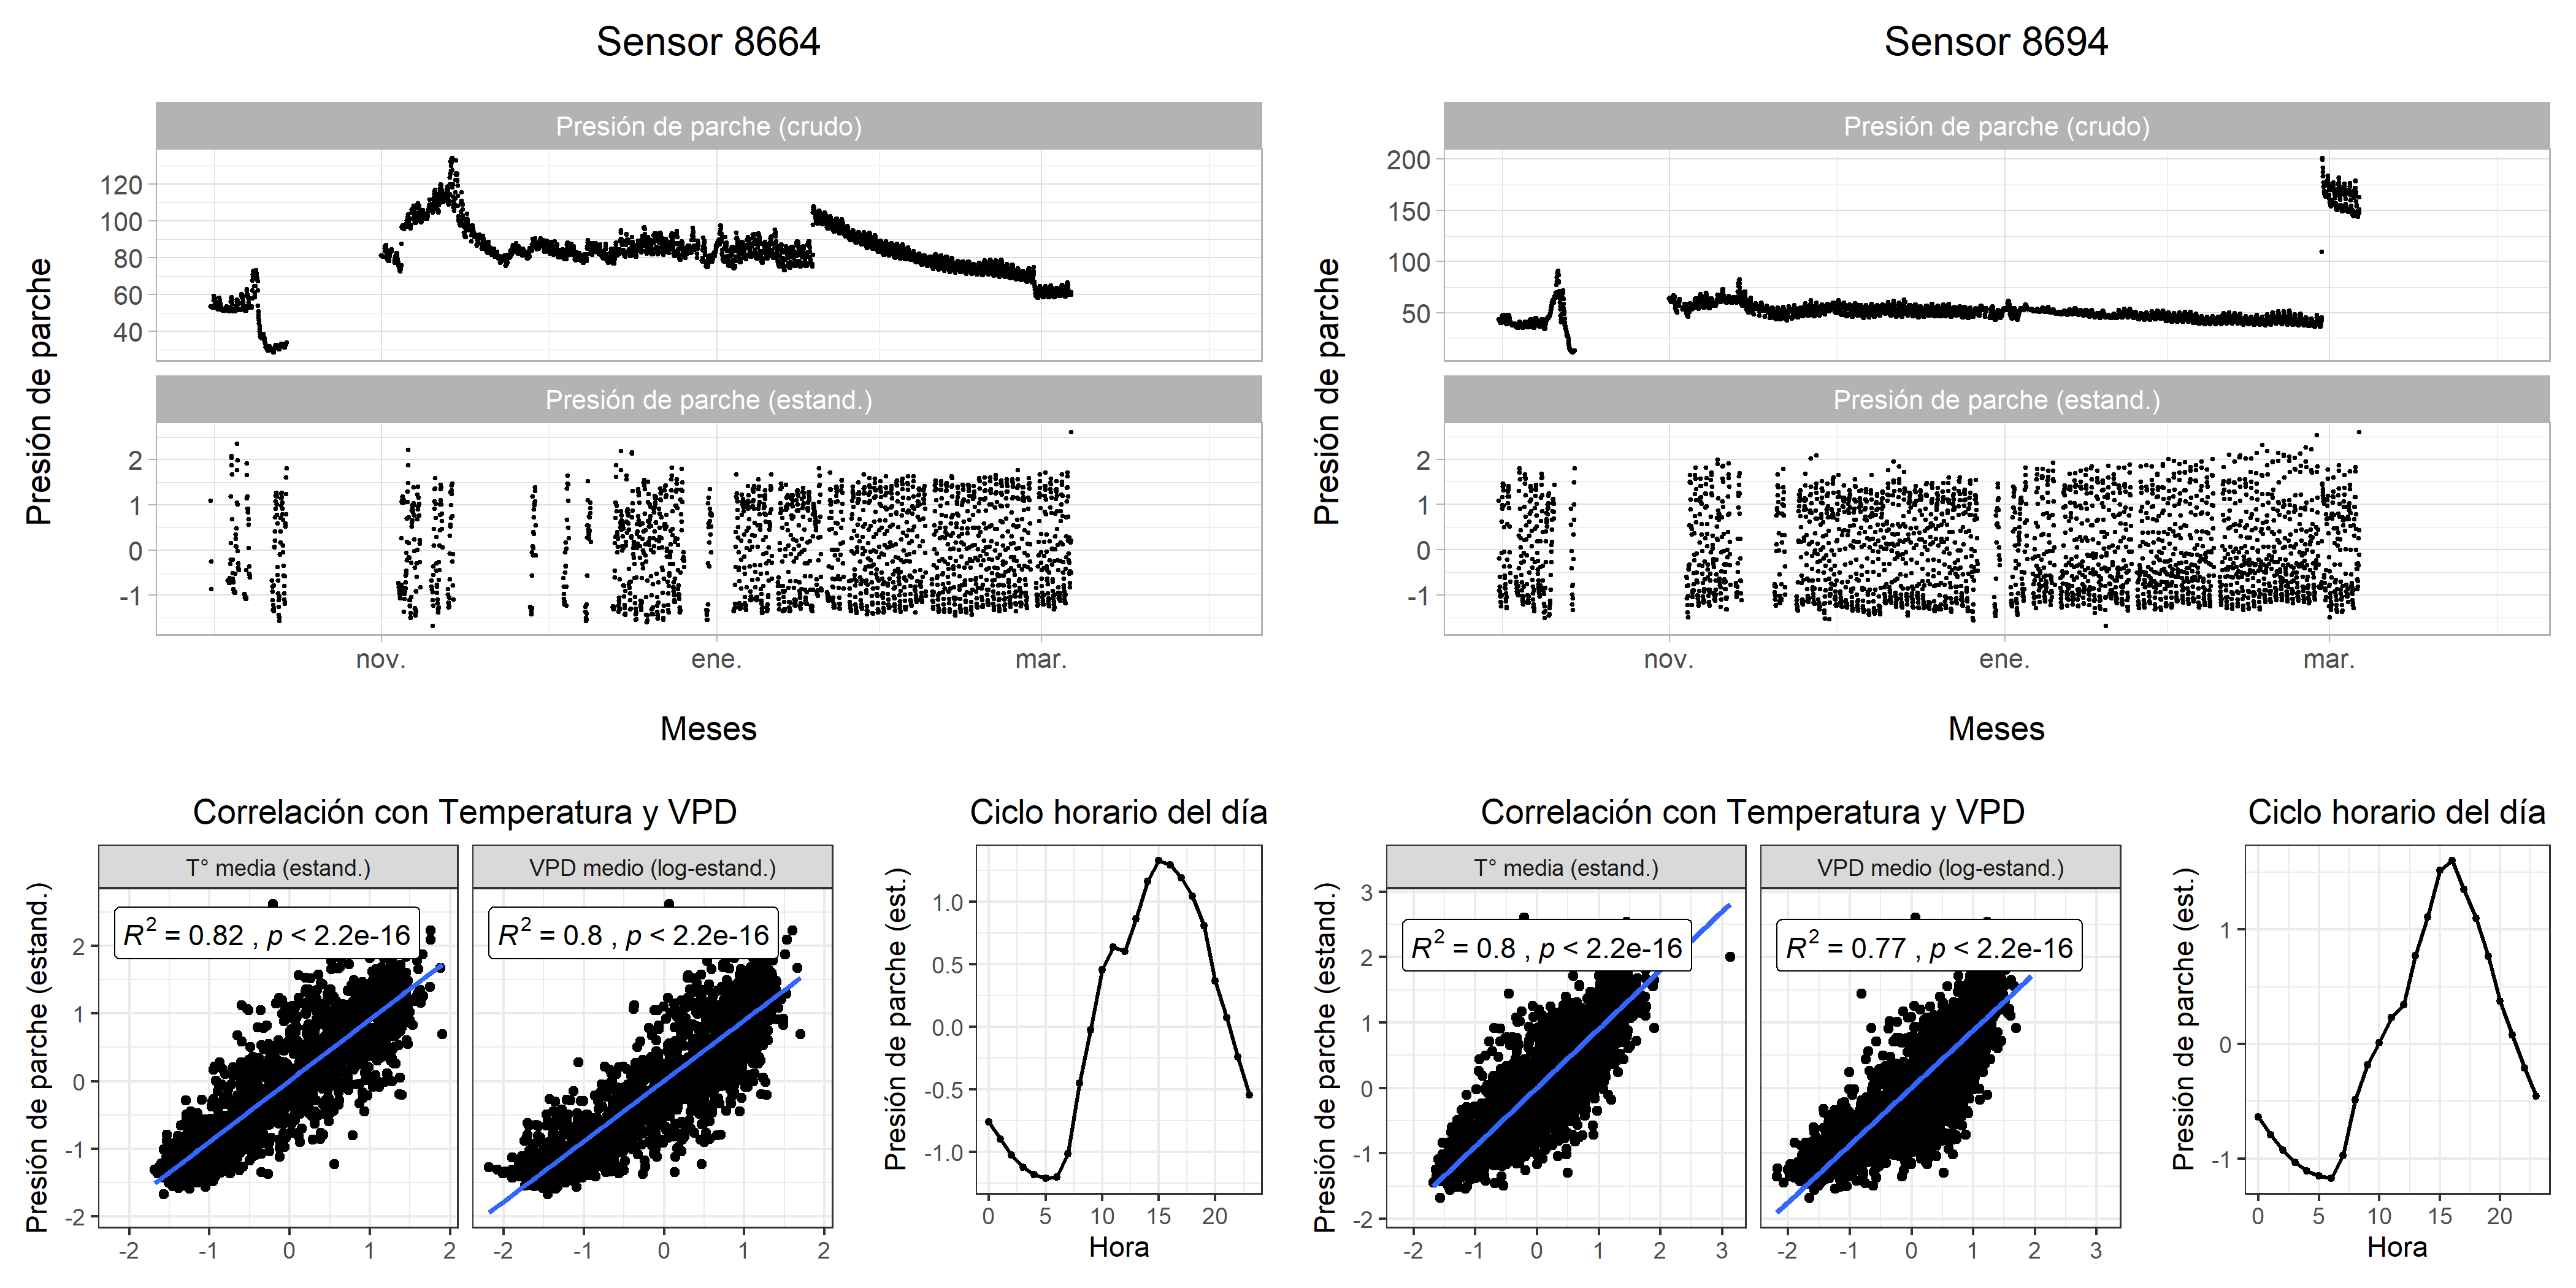 Sensor 8664
Presión de parche (crudo)
120
100
80
60
40
Presión de parche (estand.)
2
1
0
-1
Presión de parche
nov.
ene.
mar.
Meses
Correlación con Temperatura y VPD
T° media (estand.)
VPD medio (log-estand.)
R² = 0.82 , p < 2.2e-16
R² = 0.8 , p < 2.2e-16
Presión de parche (estand.)
2
1
0
-1
-2
-2 -1 0 1 2
-2 -1 0 1 2
Ciclo horario del día
Presión de parche (est.)
1.0
0.5
0.0
-0.5
-1.0
0 5 10 15 20
Hora
Sensor 8694
Presión de parche (crudo)
200
150
100
50
Presión de parche (estand.)
2
1
0
-1
Presión de parche
nov.
ene.
mar.
Meses
Correlación con Temperatura y VPD
T° media (estand.)
VPD medio (log-estand.)
R² = 0.8 , p < 2.2e-16
R² = 0.77 , p < 2.2e-16
Presión de parche (estand.)
3
2
1
0
-1
-2
-2 -1 0 1 2 3
-2 -1 0 1 2 3
Ciclo horario del día
Presión de parche (est.)
1
0
-1
0 5 10 15 20
Hora